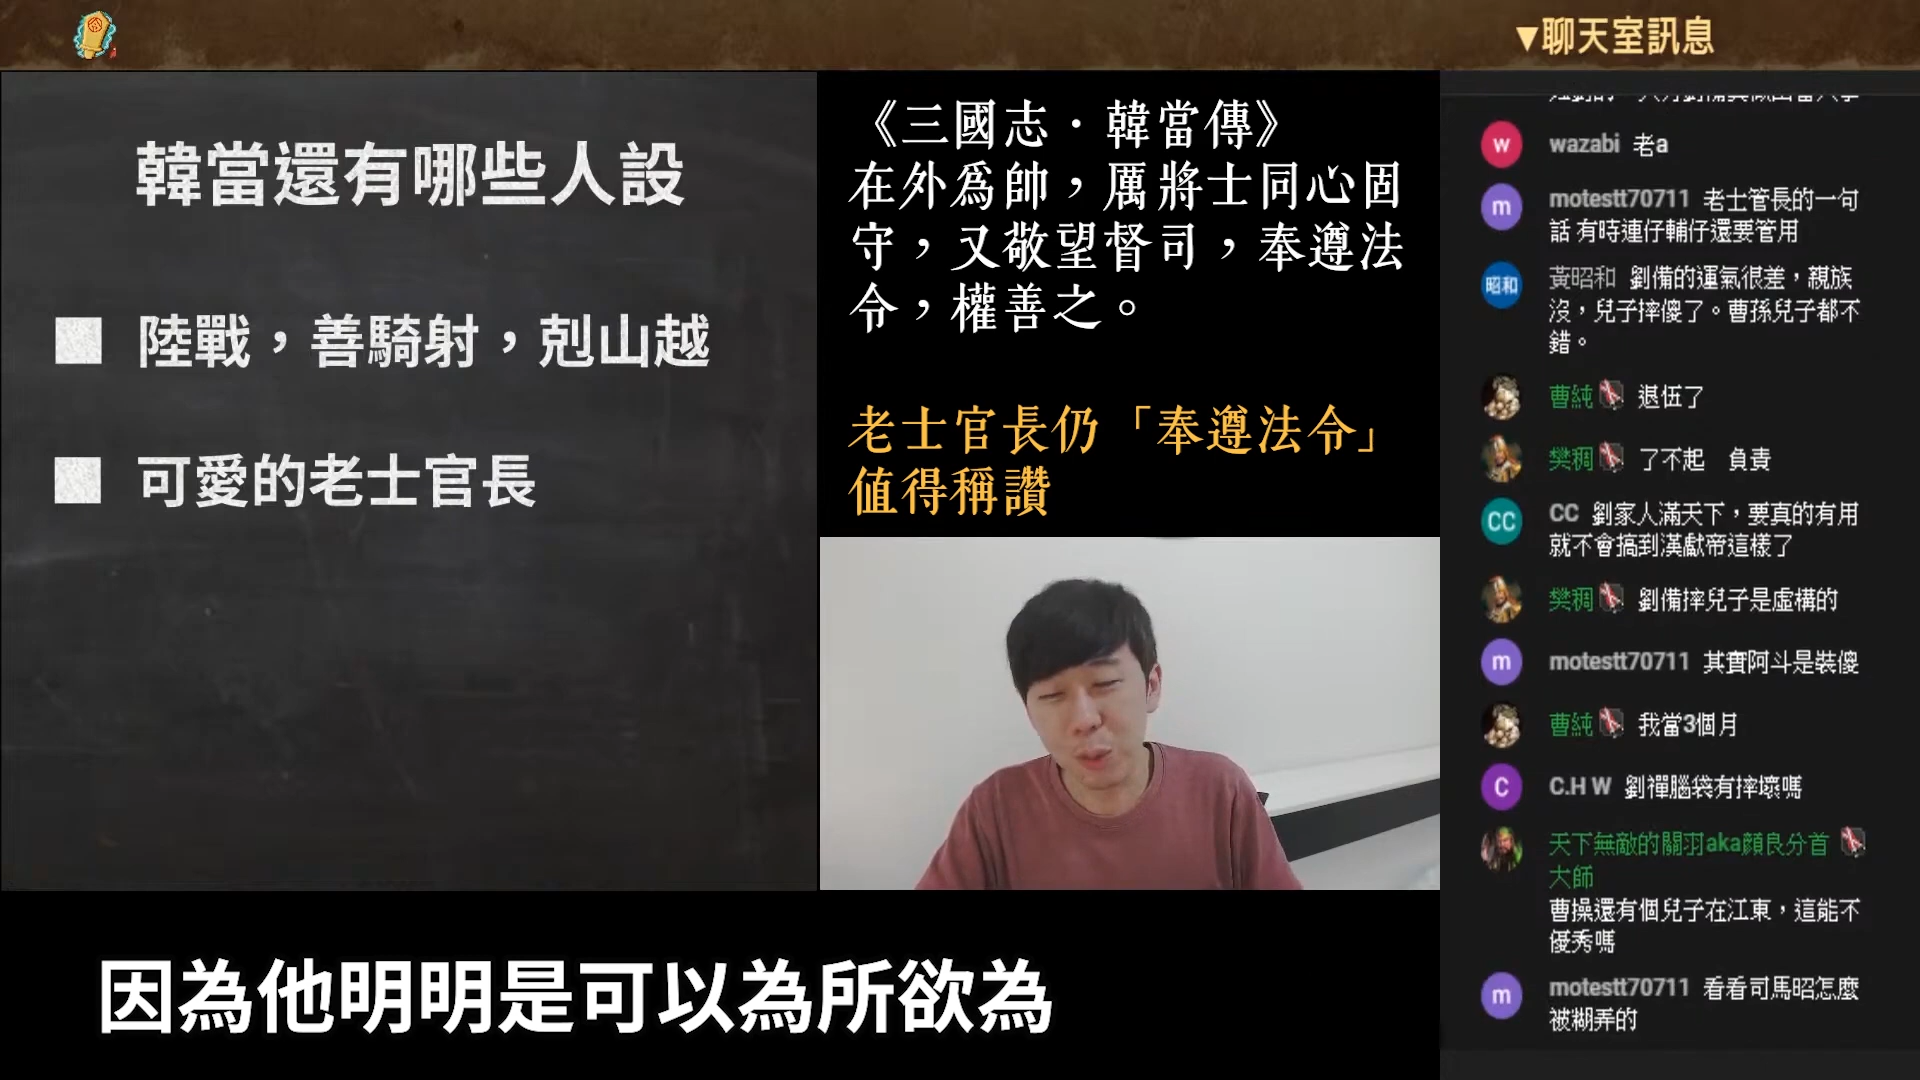 ▼聊天室訊息
韓當還有哪些人設
陸戰，善騎射，剋山越
可愛的老士官長
《三國志·韓當傳》
在外爲帥，厲將士同心固
守，又敬望督司，奉遵法
令，權善之。
老士官長仍「奉遵法令」
值得稱讚
因為他明明是可以為所欲為
w wazabi 老a
m motestt70711 老士管長的一句
話 有時連仔輔仔還要管用
昭和 黃昭和 劉備的運氣很差，親族
沒，兒子摔傻了。曹孫兒子都不
錯。
曹純 退伍了
樊稠 了不起 負責
CC CC 劉家人滿天下，要真的有用
就不會搞到漢獻帝這樣了
樊稠 劉備摔兒子是虛構的
m motestt70711 其實阿斗是裝傻
曹純 我當3個月
C C.H W 劉禪腦袋有摔壞嗎
天下無敵的關羽aka顏良分首
大師
曹操還有個兒子在江東，這能不
優秀嗎
m motestt70711 看看司馬昭怎麼
被糊弄的